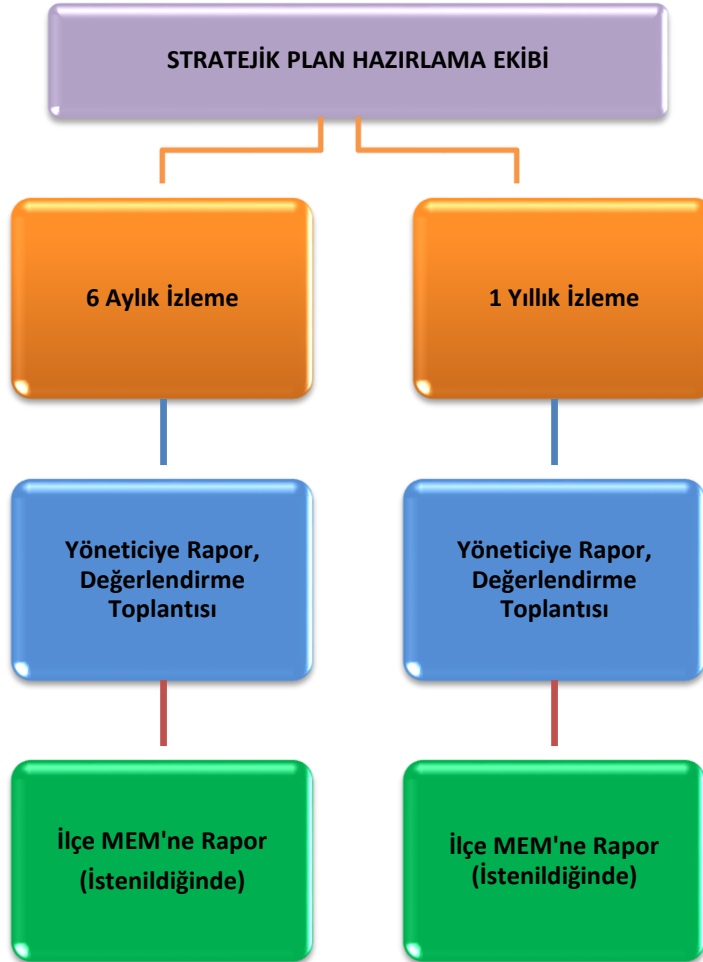 STRATEJİK PLAN HAZIRLAMA EKİBİ
6 Aylık İzleme
1 Yıllık İzleme
Yöneticiye Rapor,
Değerlendirme
Toplantısı
Yöneticiye Rapor,
Değerlendirme
Toplantısı
İlçe MEM'ne Rapor
(İstenildiğinde)
İlçe MEM'ne Rapor
(İstenildiğinde)